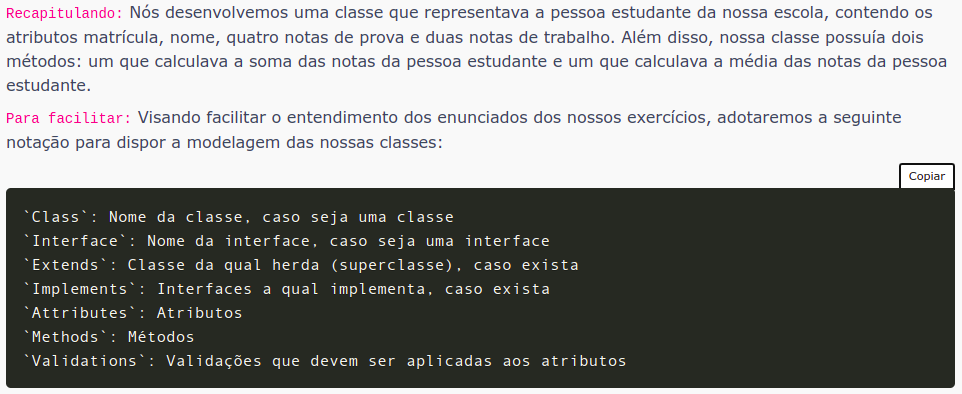 Recapitulando: Nós desenvolvemos uma classe que representava a pessoa estudante da nossa escola, contendo os
atributos matrícula, nome, quatro notas de prova e duas notas de trabalho. Além disso, nossa classe possuía dois
métodos: um que calculava a soma das notas da pessoa estudante e um que calculava a média das notas da pessoa
estudante.
Para facilitar: Visando facilitar o entendimento dos enunciados dos nossos exercícios, adotaremos a seguinte
notação para dispor a modelagem das nossas classes:
Copiar
`Class`: Nome da classe, caso seja uma classe
`Interface`: Nome da interface, caso seja uma interface
`Extends`: Classe da qual herda (superclasse), caso exista
`Implements`: Interfaces a qual implementa, caso exista
`Attributes`: Atributos
`Methods`: Métodos
`Validations`: Validações que devem ser aplicadas aos atributos